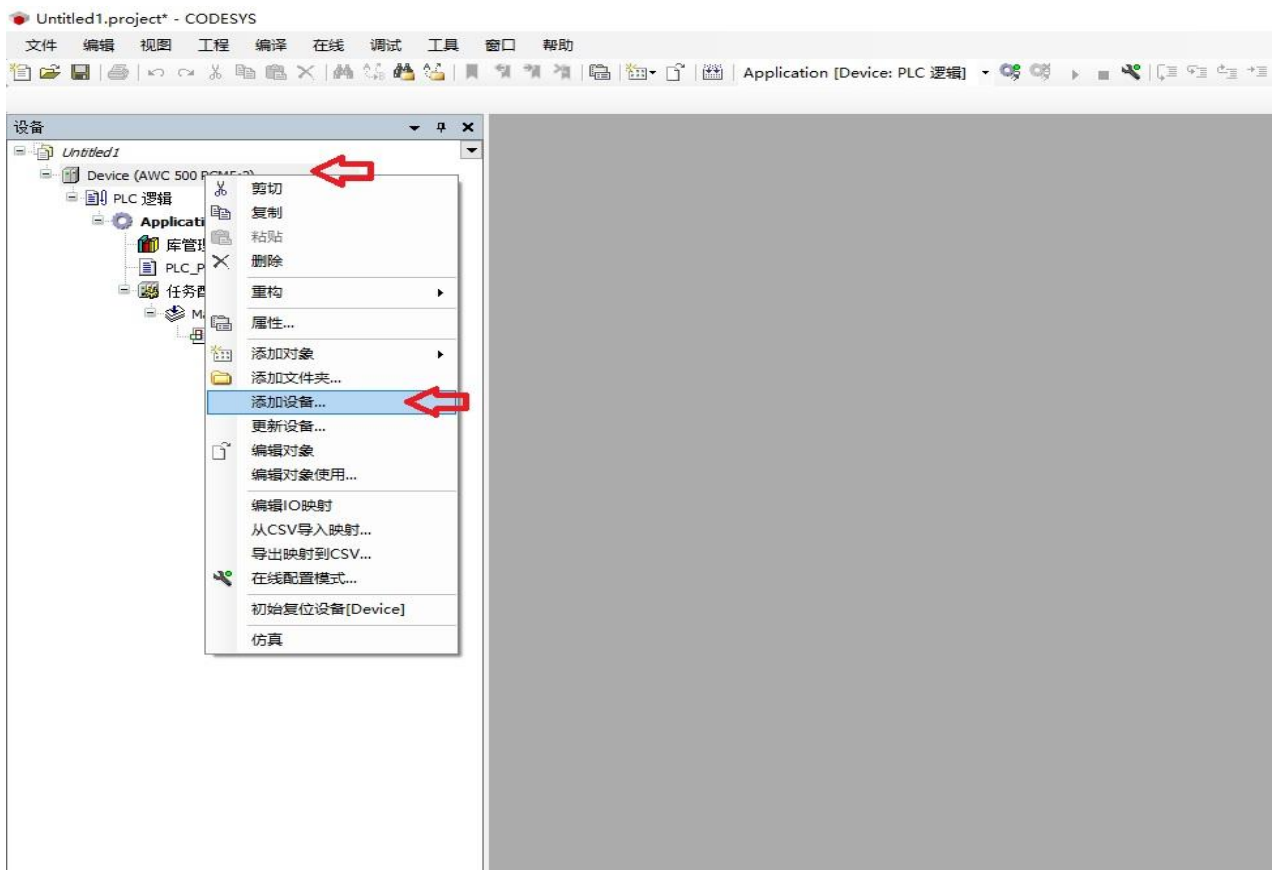 Untitled1.project* - CODESYS
文件 编辑 视图 工程 编译 在线 调试 工具 窗口 帮助
Application [Device: PLC 逻辑]
设备
Untitled1
Device (AWC 500
PLC 逻辑
Applicati
库管理
PLC_P
任务配
Ma
剪切
复制
粘贴
删除
重构
属性...
添加对象
添加文件夹...
添加设备...
更新设备...
编辑对象
编辑对象使用...
编辑IO映射
从CSV导入映射...
导出映射到CSV...
在线配置模式...
初始复位设备[Device]
仿真